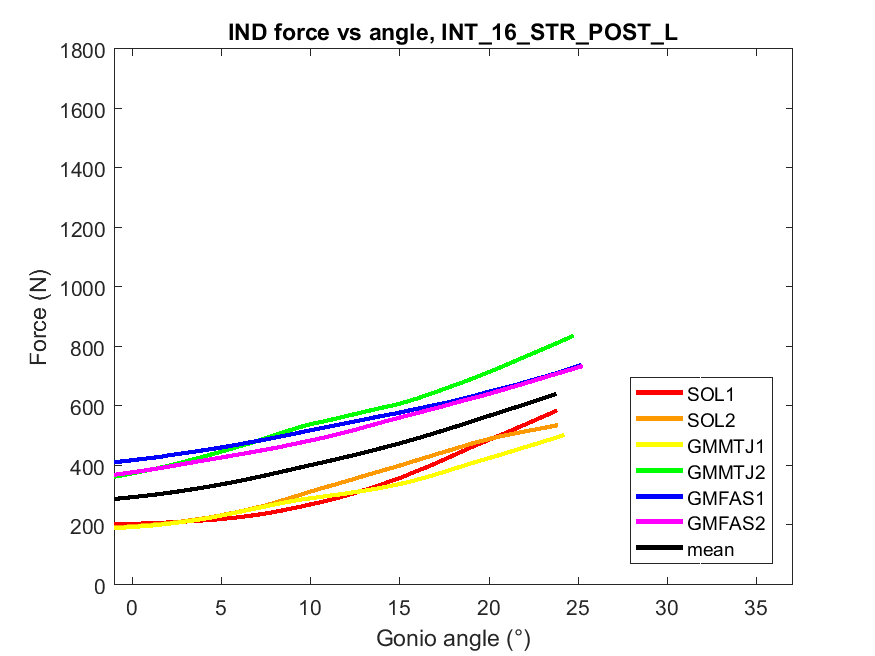 IND force vs angle, INT_16_STR_POST_L
1800
1600
1400
1200
1000
800
600
400
200
0
Force (N)
0 5 10 15 20 25 30 35
Gonio angle (°)
SOL1
SOL2
GMMTJ1
GMMTJ2
GMFAS1
GMFAS2
mean